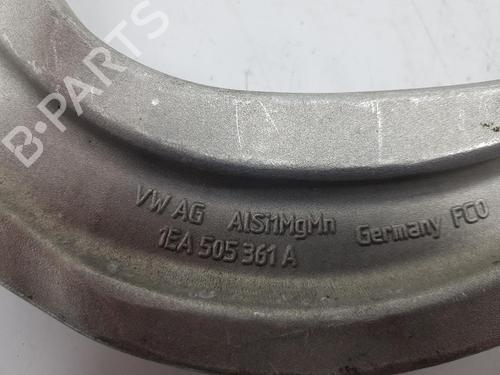 B-PARTS
VW AG AlSi1MgMn Germany FCO
1EA 505 361 A